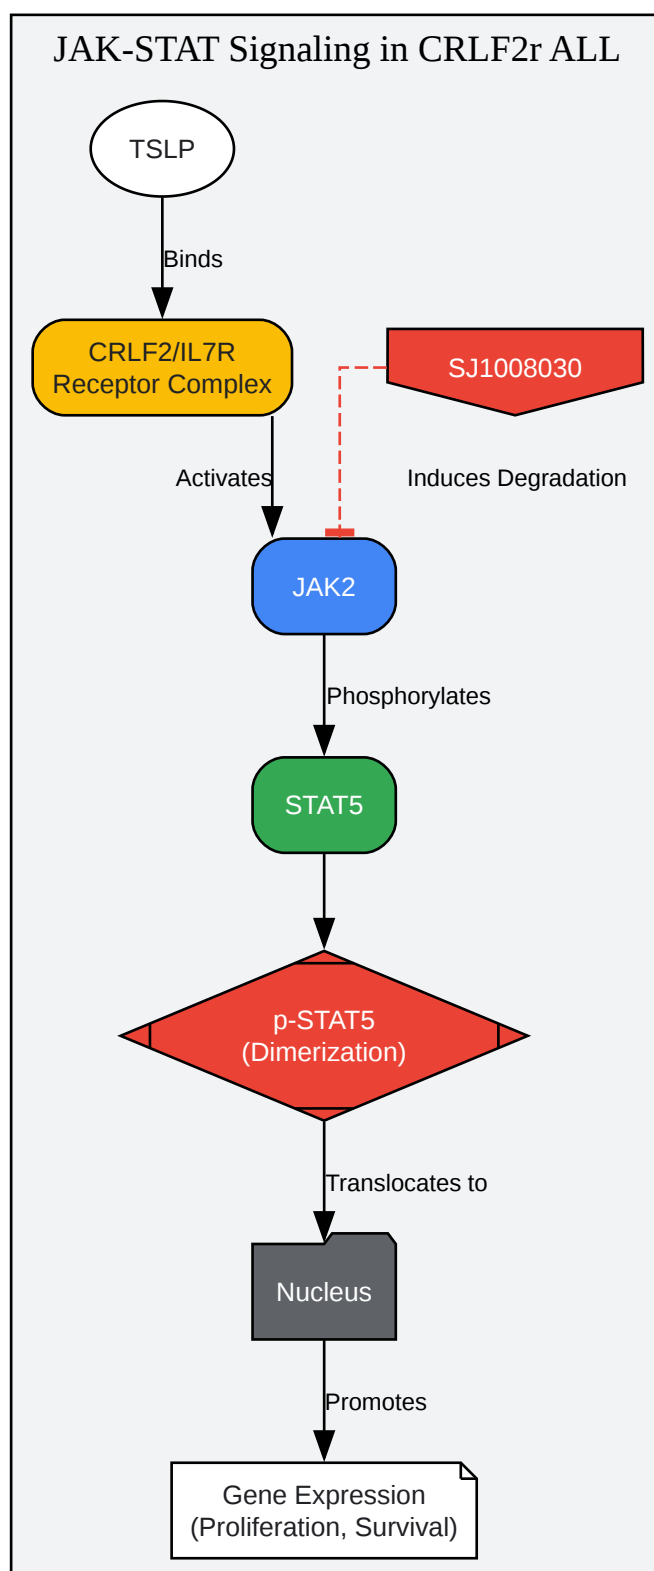 JAK-STAT Signaling in CRLF2r ALL
TSLP
Binds
CRLF2/IL7R
Receptor Complex
SJ1008030
Activates
Induces Degradation
JAK2
Phosphorylates
STAT5
p-STAT5
(Dimerization)
Translocates to
Nucleus
Promotes
Gene Expression
(Proliferation, Survival)